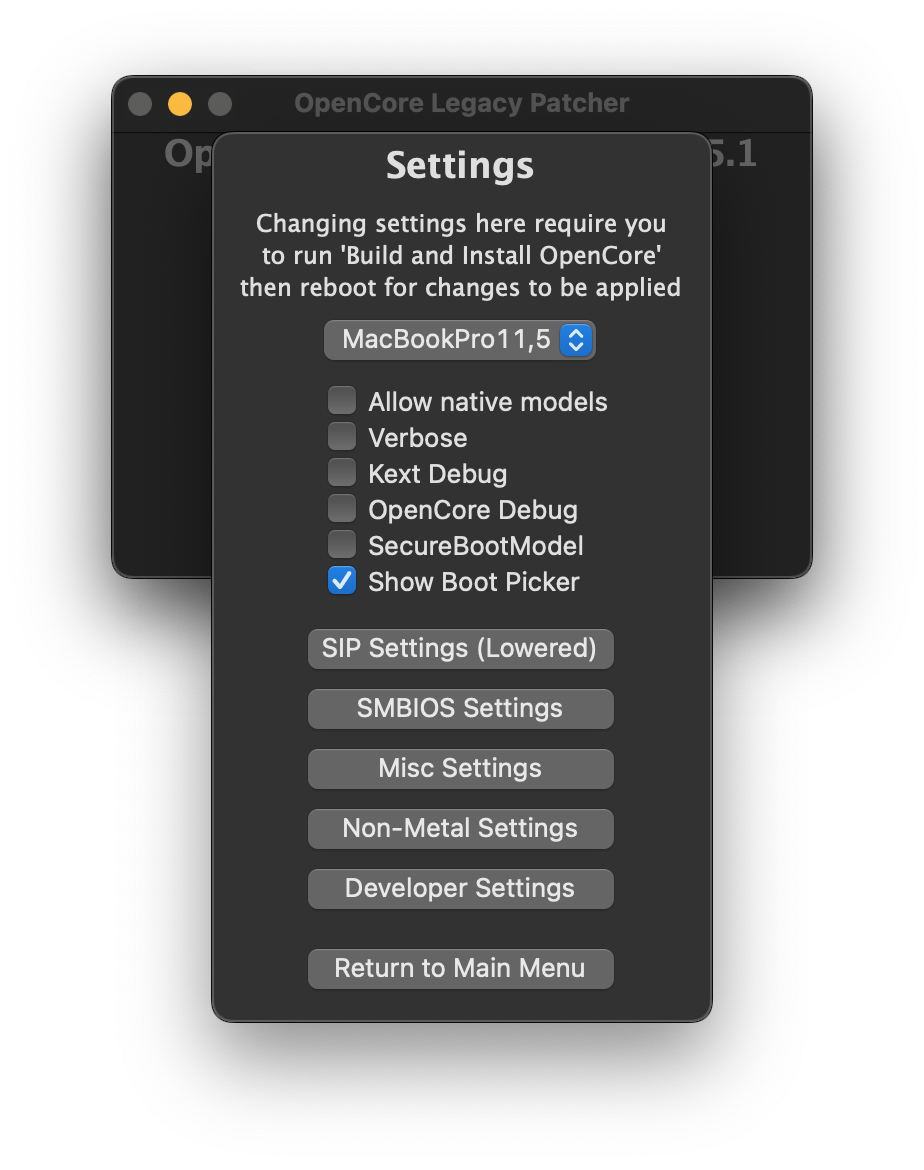 OpenCore Legacy Patcher
5.1
Settings
Changing settings here require you
to run 'Build and Install OpenCore'
then reboot for changes to be applied
MacBookPro11,5
Allow native models
Verbose
Kext Debug
OpenCore Debug
SecureBootModel
Show Boot Picker
SIP Settings (Lowered)
SMBIOS Settings
Misc Settings
Non-Metal Settings
Developer Settings
Return to Main Menu